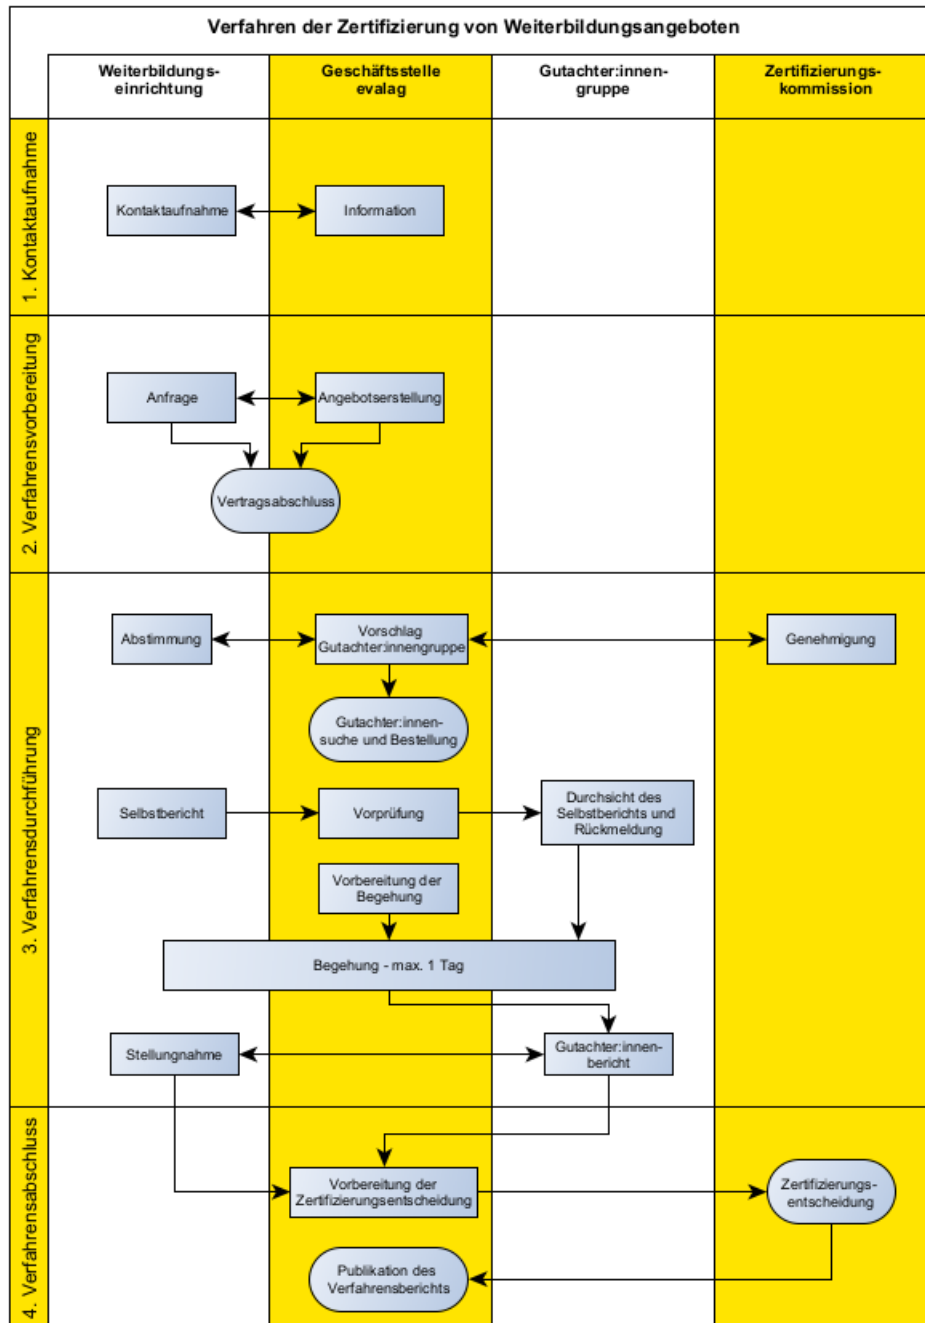 Verfahren der Zertifizierung von Weiterbildungsangeboten
Weiterbildungs-
einrichtung
Geschäftsstelle
evalag
Gutachter:innen-
gruppe
Zertifizierungs-
kommission
1. Kontaktaufnahme
Kontaktaufnahme
Information
2. Verfahrensvorbereitung
Anfrage
Angebotserstellung
Vertragsabschluss
3. Verfahrensdurchführung
Abstimmung
Vorschlag
Gutachter:innengruppe
Genehmigung
Gutachter:innen-
suche und Bestellung
Selbstbericht
Vorprüfung
Durchsicht des
Selbstberichts und
Rückmeldung
Vorbereitung der
Begehung
Begehung - max. 1 Tag
Stellungnahme
Gutachter:innen-
bericht
4. Verfahrensabschluss
Vorbereitung der
Zertifizierungsentscheidung
Zertifizierungs-
entscheidung
Publikation des
Verfahrensberichts